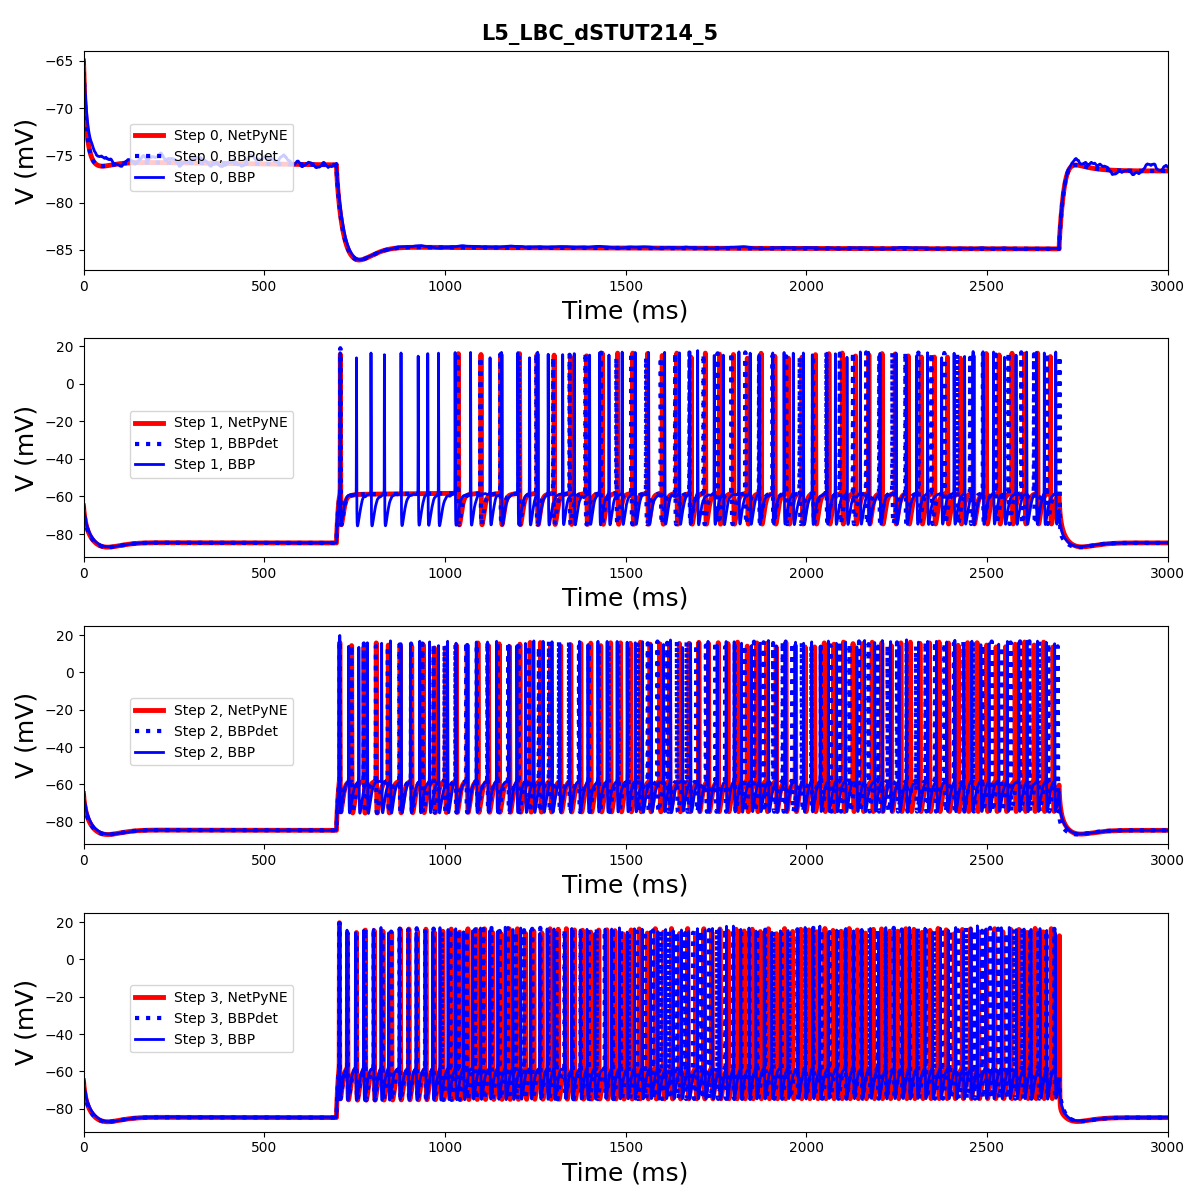 L5_LBC_dSTUT214_5
−65
−70
−75
−80
−85
V (mV)
Step 0, NetPyNE
Step 0, BBPdet
Step 0, BBP
0 500 1000 1500 2000 2500 3000
Time (ms)
20
0
−20
−40
−60
−80
V (mV)
Step 1, NetPyNE
Step 1, BBPdet
Step 1, BBP
0 500 1000 1500 2000 2500 3000
Time (ms)
20
0
−20
−40
−60
−80
V (mV)
Step 2, NetPyNE
Step 2, BBPdet
Step 2, BBP
0 500 1000 1500 2000 2500 3000
Time (ms)
20
0
−20
−40
−60
−80
V (mV)
Step 3, NetPyNE
Step 3, BBPdet
Step 3, BBP
0 500 1000 1500 2000 2500 3000
Time (ms)